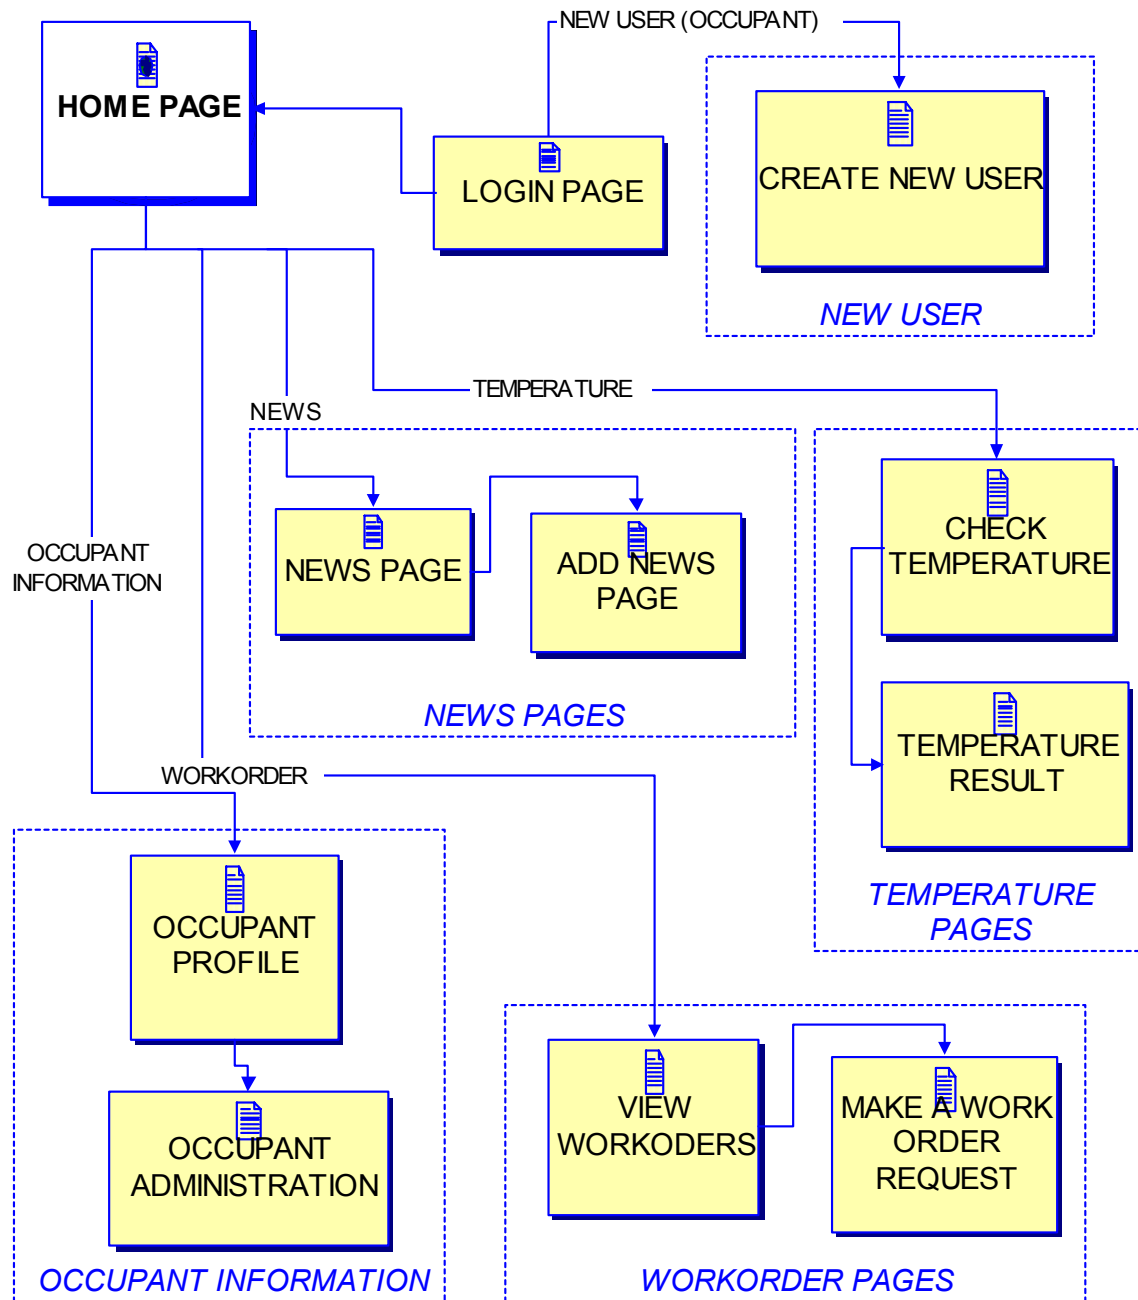 NEW USER (OCCUPANT)
HOME PAGE
LOGIN PAGE
CREATE NEW USER
NEW USER
TEMPERATURE
NEWS
OCCUPANT
INFORMATION
NEWS PAGE
ADD NEWS
PAGE
CHECK
TEMPERATURE
NEWS PAGES
TEMPERATURE
RESULT
WORKORDER
TEMPERATURE
PAGES
OCCUPANT
PROFILE
OCCUPANT
ADMINISTRATION
VIEW
WORKODERS
MAKE A WORK
ORDER
REQUEST
OCCUPANT INFORMATION
WORKORDER PAGES